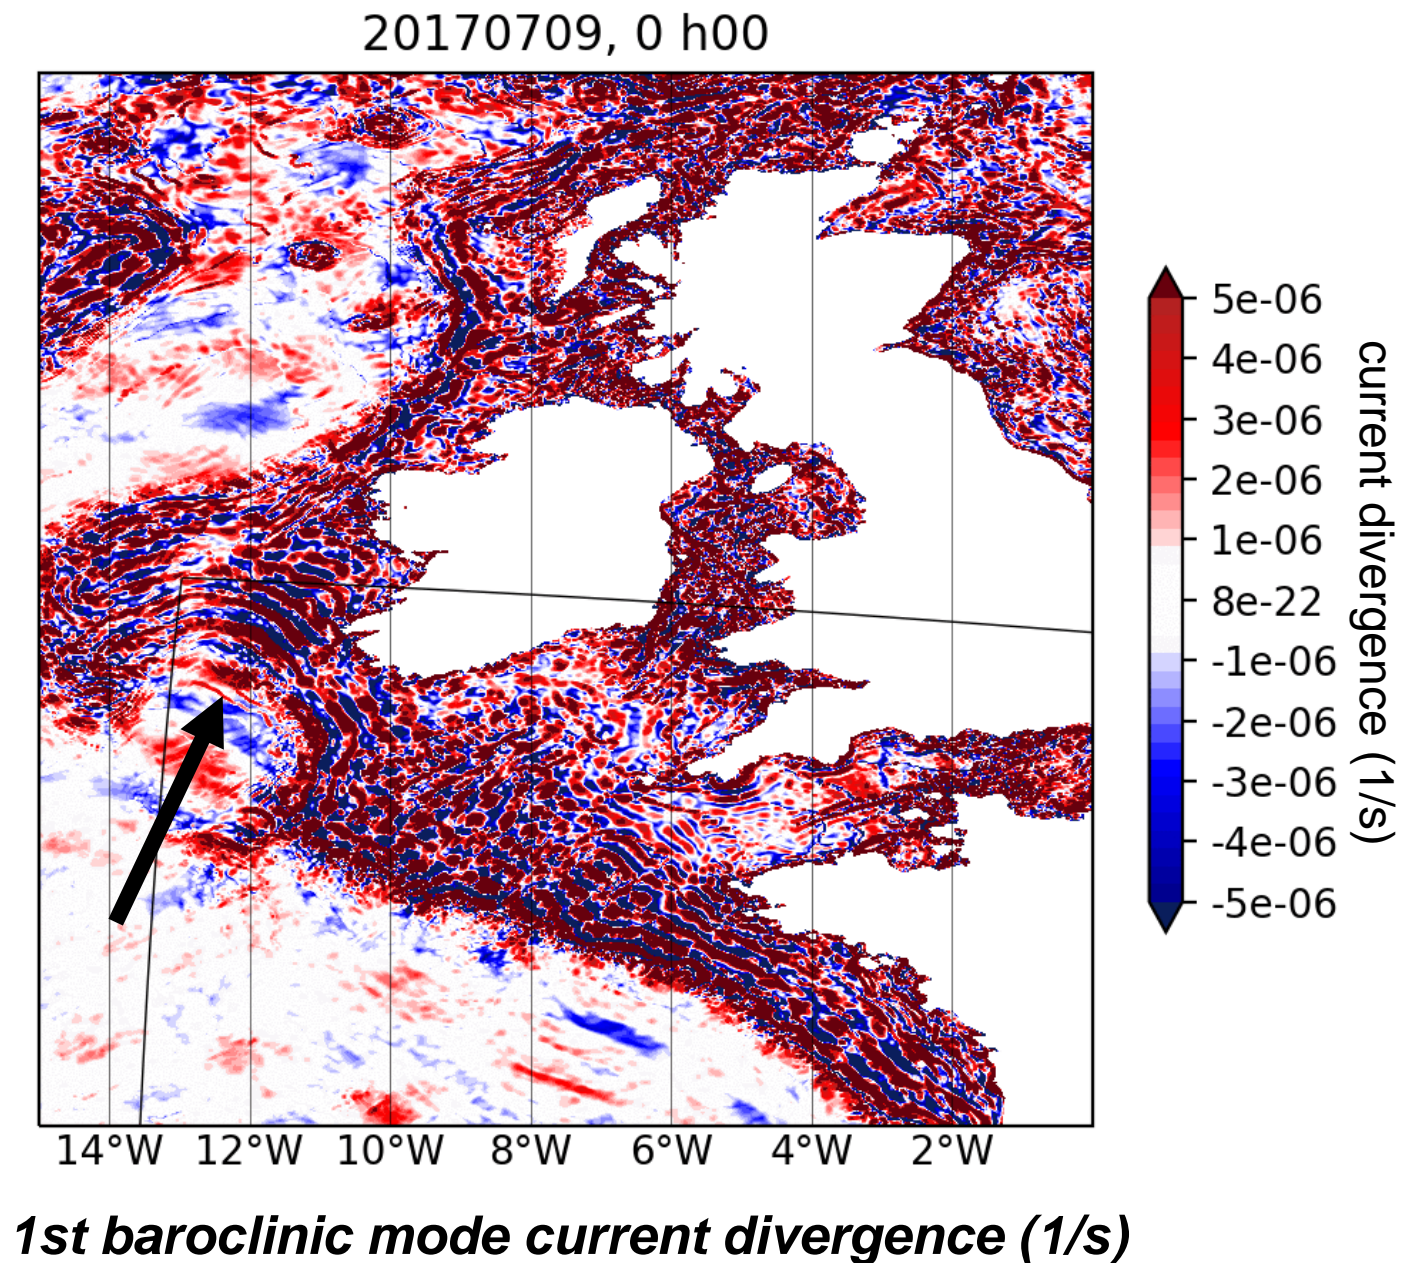 20170709, 0 h00
5e-06
4e-06
3e-06
2e-06
1e-06
8e-22
-1e-06
-2e-06
-3e-06
-4e-06
-5e-06
current divergence (1/s)
14°W 12°W 10°W 8°W 6°W 4°W 2°W
1st baroclinic mode current divergence (1/s)